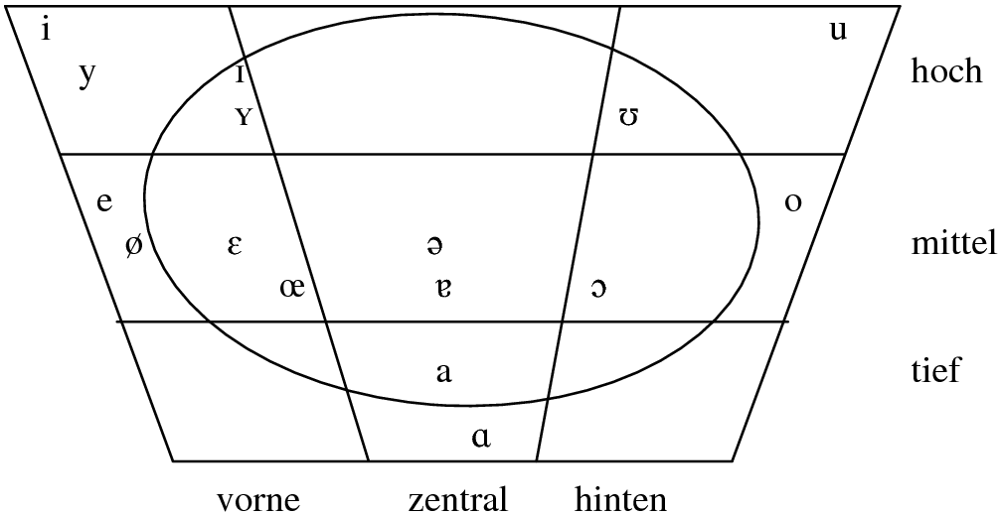 i u
y ɪ hoch
ʏ ʊ
e o
ø ɛ ə mittel
œ ɐ ɔ
a tief
ɑ
vorne zentral hinten